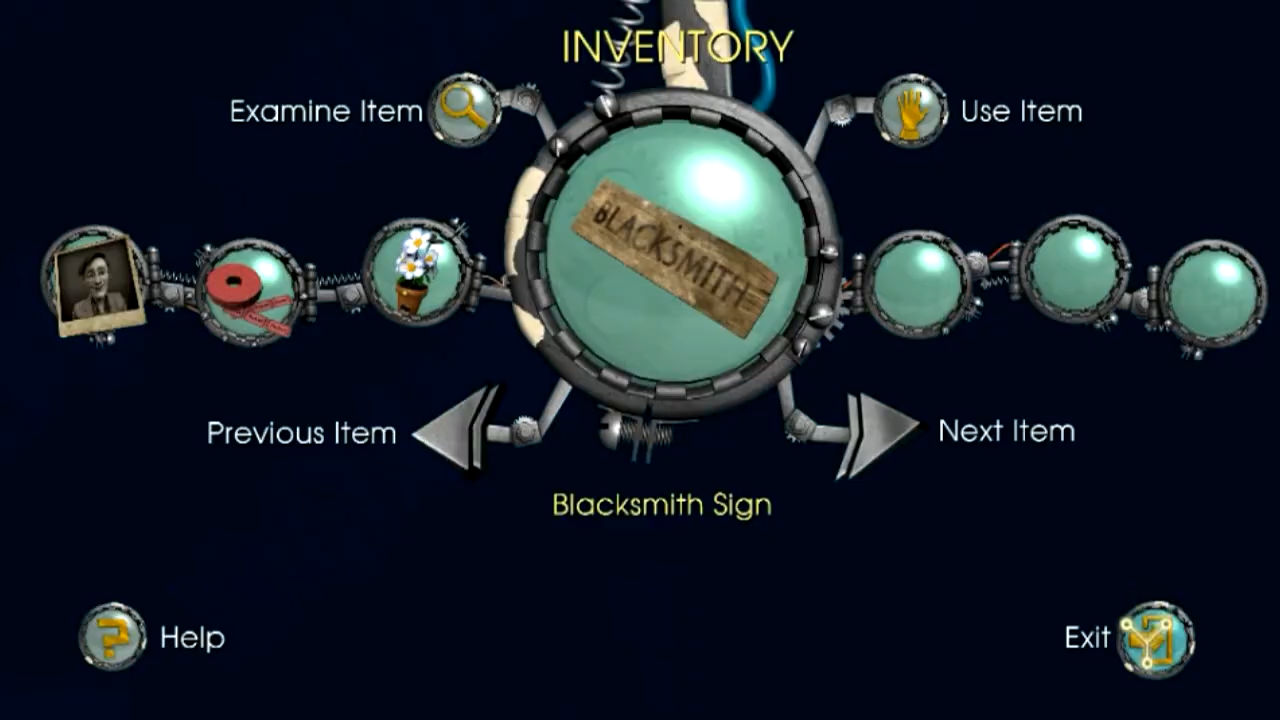 INVENTORY
Examine Item
Use Item
BLACKSMITH
Previous Item
Next Item
Blacksmith Sign
? Help
Exit